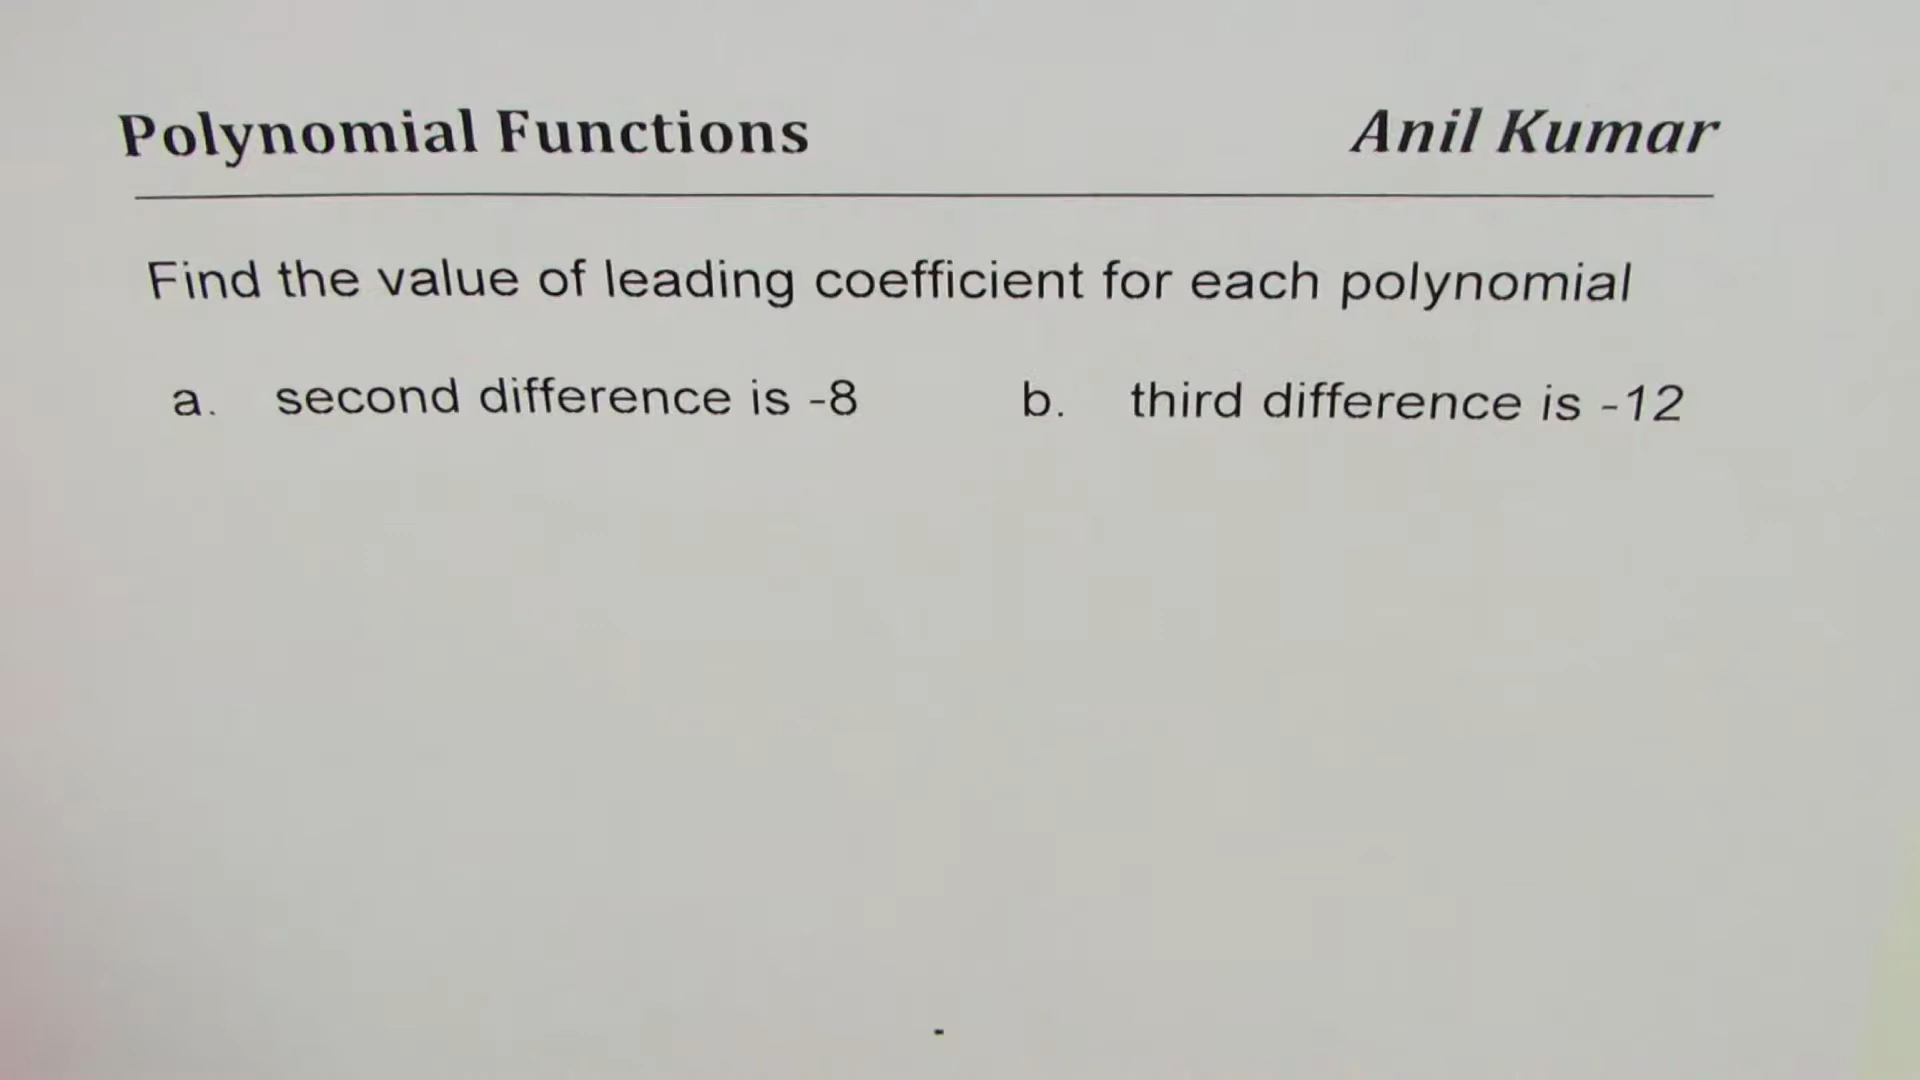 Polynomial Functions Anil Kumar
Find the value of leading coefficient for each polynomial
a. second difference is -8 b. third difference is -12